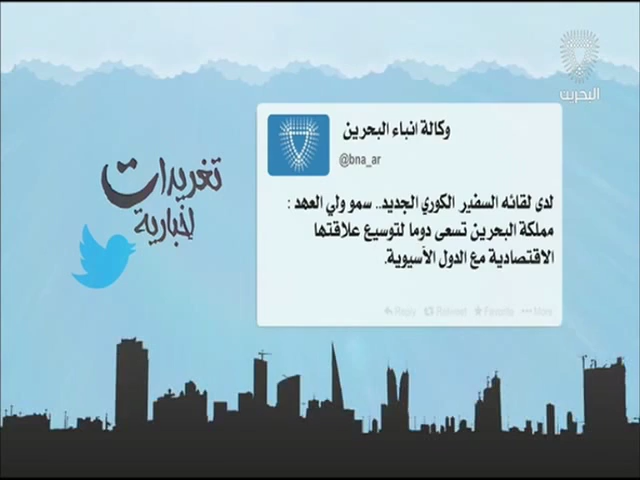 البحرين
وكالة انباء البحرين
@bna_ar
تغريدات
إخبارية
لدى لقائه السفير الكوري الجديد.. سمو ولي العهد :
مملكة البحرين تسعى دوما لتوسيع علاقتها
الاقتصادية مع الدول الأسيوية.
Reply Retweet Favorite More